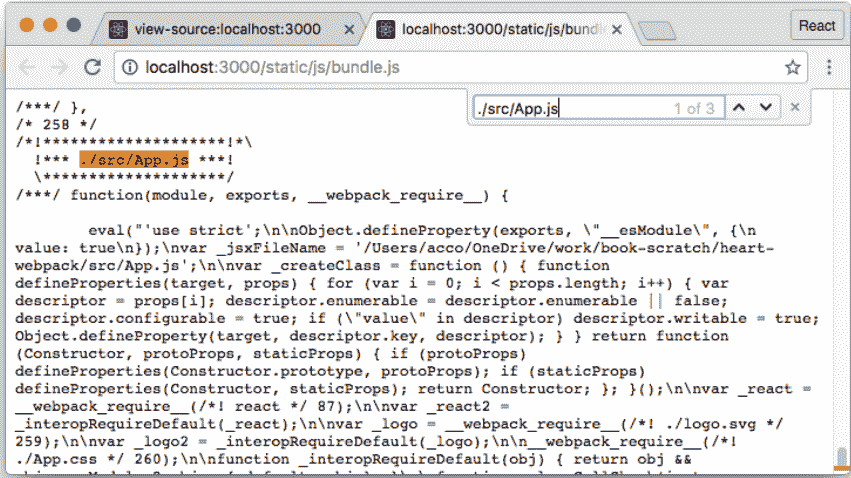 view-source:localhost:3000
localhost:3000/static/js/bundl
React
localhost:3000/static/js/bundle.js
./src/App.js
1 of 3
/***/ },
/* 258 */
/*!********************!*\
!*** ./src/App.js ***!
\********************/
/***/ function(module, exports, __webpack_require__) {
eval("'use strict';\n\nObject.defineProperty(exports, \"__esModule\", {\n
value: true\n});\nvar _jsxFileName = '/Users/acco/OneDrive/work/book-scratch/heart-
webpack/src/App.js';\n\nvar _createClass = function () { function
defineProperties(target, props) { for (var i = 0; i < props.length; i++) { var
descriptor = props[i]; descriptor.enumerable = descriptor.enumerable || false;
descriptor.configurable = true; if (\"value\" in descriptor) descriptor.writable = true;
Object.defineProperty(target, descriptor.key, descriptor); } } return function
(Constructor, protoProps, staticProps) { if (protoProps)
defineProperties(Constructor.prototype, protoProps); if (staticProps)
defineProperties(Constructor, staticProps); return Constructor; }; }();\n\nvar _react =
__webpack_require__(/*! react */ 87);\n\nvar _react2 =
_interopRequireDefault(_react);\n\nvar _logo = __webpack_require__(/*! ./logo.svg */
259);\n\nvar _logo2 = _interopRequireDefault(_logo);\n\n__webpack_require__(/*!
./App.css */ 260);\n\nfunction _interopRequireDefault(obj) { return obj &&